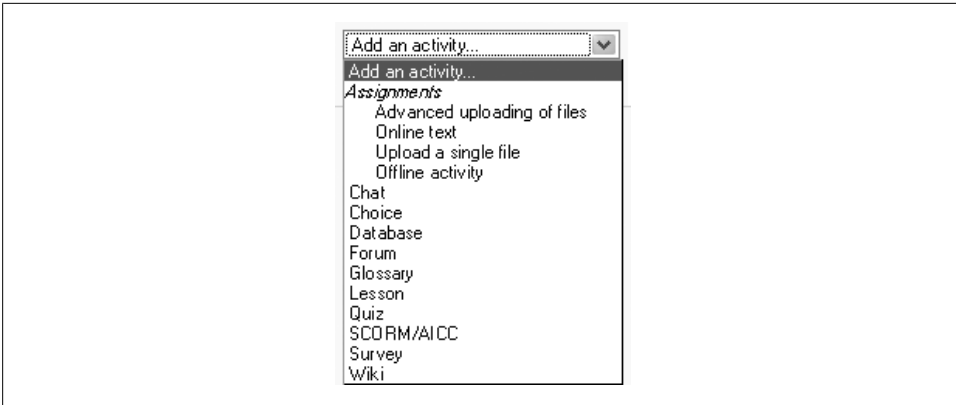 Add an activity...
Add an activity...
Assignments
Advanced uploading of files
Online text
Upload a single file
Offline activity
Chat
Choice
Database
Forum
Glossary
Lesson
Quiz
SCORM/AICC
Survey
Wiki